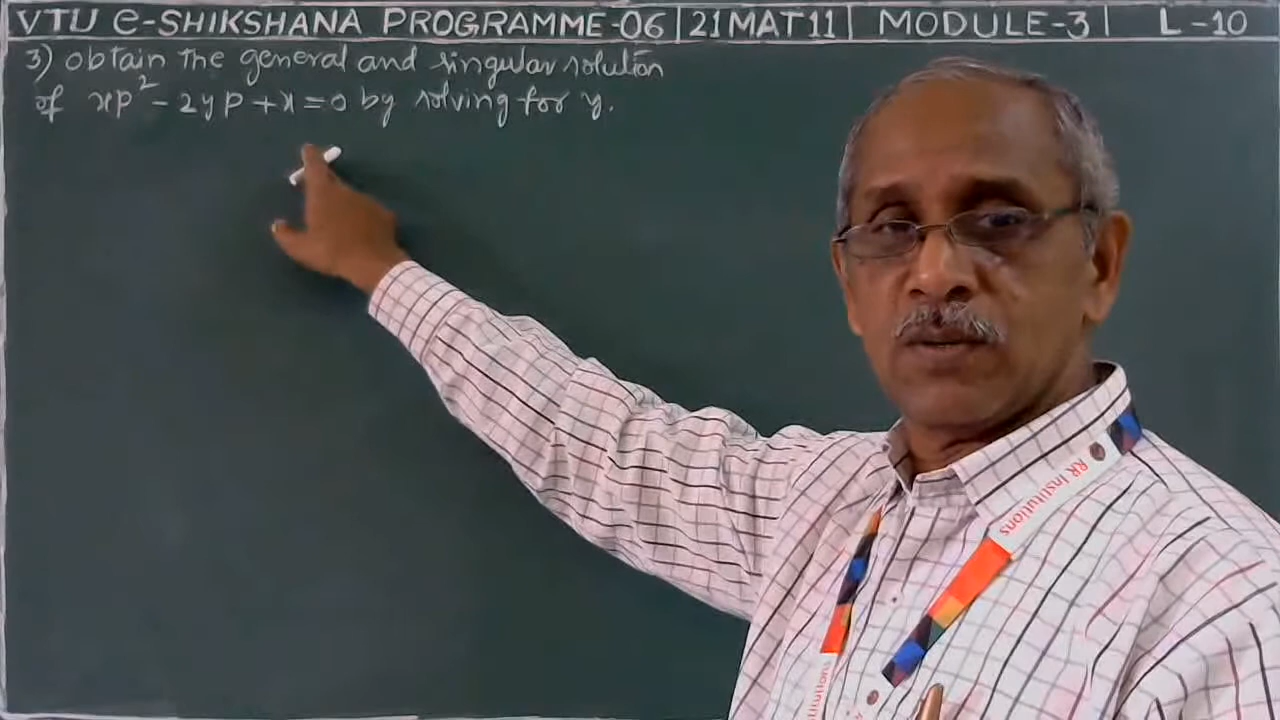 VTU e-SHIKSHANA PROGRAMME-06 | 21MAT11 | MODULE-3 | L-10
3) obtain the general and singular solution
of xp² - 2yp + x = 0 by solving for y.
RR Institutions